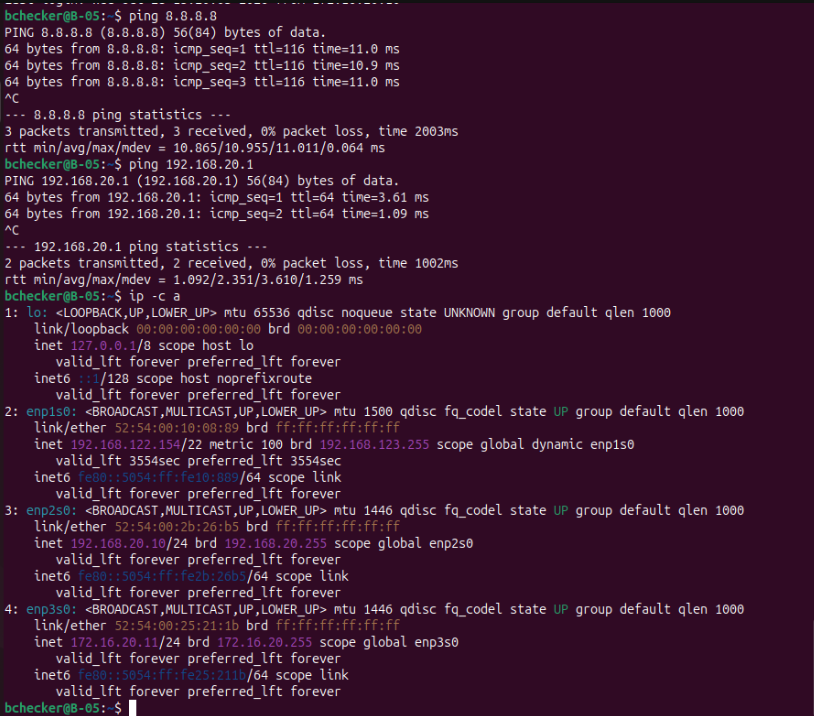 bchecker@B-05:~$ ping 8.8.8.8
PING 8.8.8.8 (8.8.8.8) 56(84) bytes of data.
64 bytes from 8.8.8.8: icmp_seq=1 ttl=116 time=11.0 ms
64 bytes from 8.8.8.8: icmp_seq=2 ttl=116 time=10.9 ms
64 bytes from 8.8.8.8: icmp_seq=3 ttl=116 time=11.0 ms
^C
--- 8.8.8.8 ping statistics ---
3 packets transmitted, 3 received, 0% packet loss, time 2003ms
rtt min/avg/max/mdev = 10.865/10.955/11.011/0.064 ms
bchecker@B-05:~$ ping 192.168.20.1
PING 192.168.20.1 (192.168.20.1) 56(84) bytes of data.
64 bytes from 192.168.20.1: icmp_seq=1 ttl=64 time=3.61 ms
64 bytes from 192.168.20.1: icmp_seq=2 ttl=64 time=1.09 ms
^C
--- 192.168.20.1 ping statistics ---
2 packets transmitted, 2 received, 0% packet loss, time 1002ms
rtt min/avg/max/mdev = 1.092/2.351/3.610/1.259 ms
bchecker@B-05:~$ ip -c a
1: lo: <LOOPBACK,UP,LOWER_UP> mtu 65536 qdisc noqueue state UNKNOWN group default qlen 1000
    link/loopback 00:00:00:00:00:00 brd 00:00:00:00:00:00
    inet 127.0.0.1/8 scope host lo
       valid_lft forever preferred_lft forever
    inet6 ::1/128 scope host noprefixroute
       valid_lft forever preferred_lft forever
2: enp1s0: <BROADCAST,MULTICAST,UP,LOWER_UP> mtu 1500 qdisc fq_codel state UP group default qlen 1000
    link/ether 52:54:00:10:08:89 brd ff:ff:ff:ff:ff:ff
    inet 192.168.122.154/22 metric 100 brd 192.168.123.255 scope global dynamic enp1s0
       valid_lft 3554sec preferred_lft 3554sec
    inet6 fe80::5054:ff:fe10:889/64 scope link
       valid_lft forever preferred_lft forever
3: enp2s0: <BROADCAST,MULTICAST,UP,LOWER_UP> mtu 1446 qdisc fq_codel state UP group default qlen 1000
    link/ether 52:54:00:2b:26:b5 brd ff:ff:ff:ff:ff:ff
    inet 192.168.20.10/24 brd 192.168.20.255 scope global enp2s0
       valid_lft forever preferred_lft forever
    inet6 fe80::5054:ff:fe2b:26b5/64 scope link
       valid_lft forever preferred_lft forever
4: enp3s0: <BROADCAST,MULTICAST,UP,LOWER_UP> mtu 1446 qdisc fq_codel state UP group default qlen 1000
    link/ether 52:54:00:25:21:1b brd ff:ff:ff:ff:ff:ff
    inet 172.16.20.11/24 brd 172.16.20.255 scope global enp3s0
       valid_lft forever preferred_lft forever
    inet6 fe80::5054:ff:fe25:211b/64 scope link
       valid_lft forever preferred_lft forever
bchecker@B-05:~$